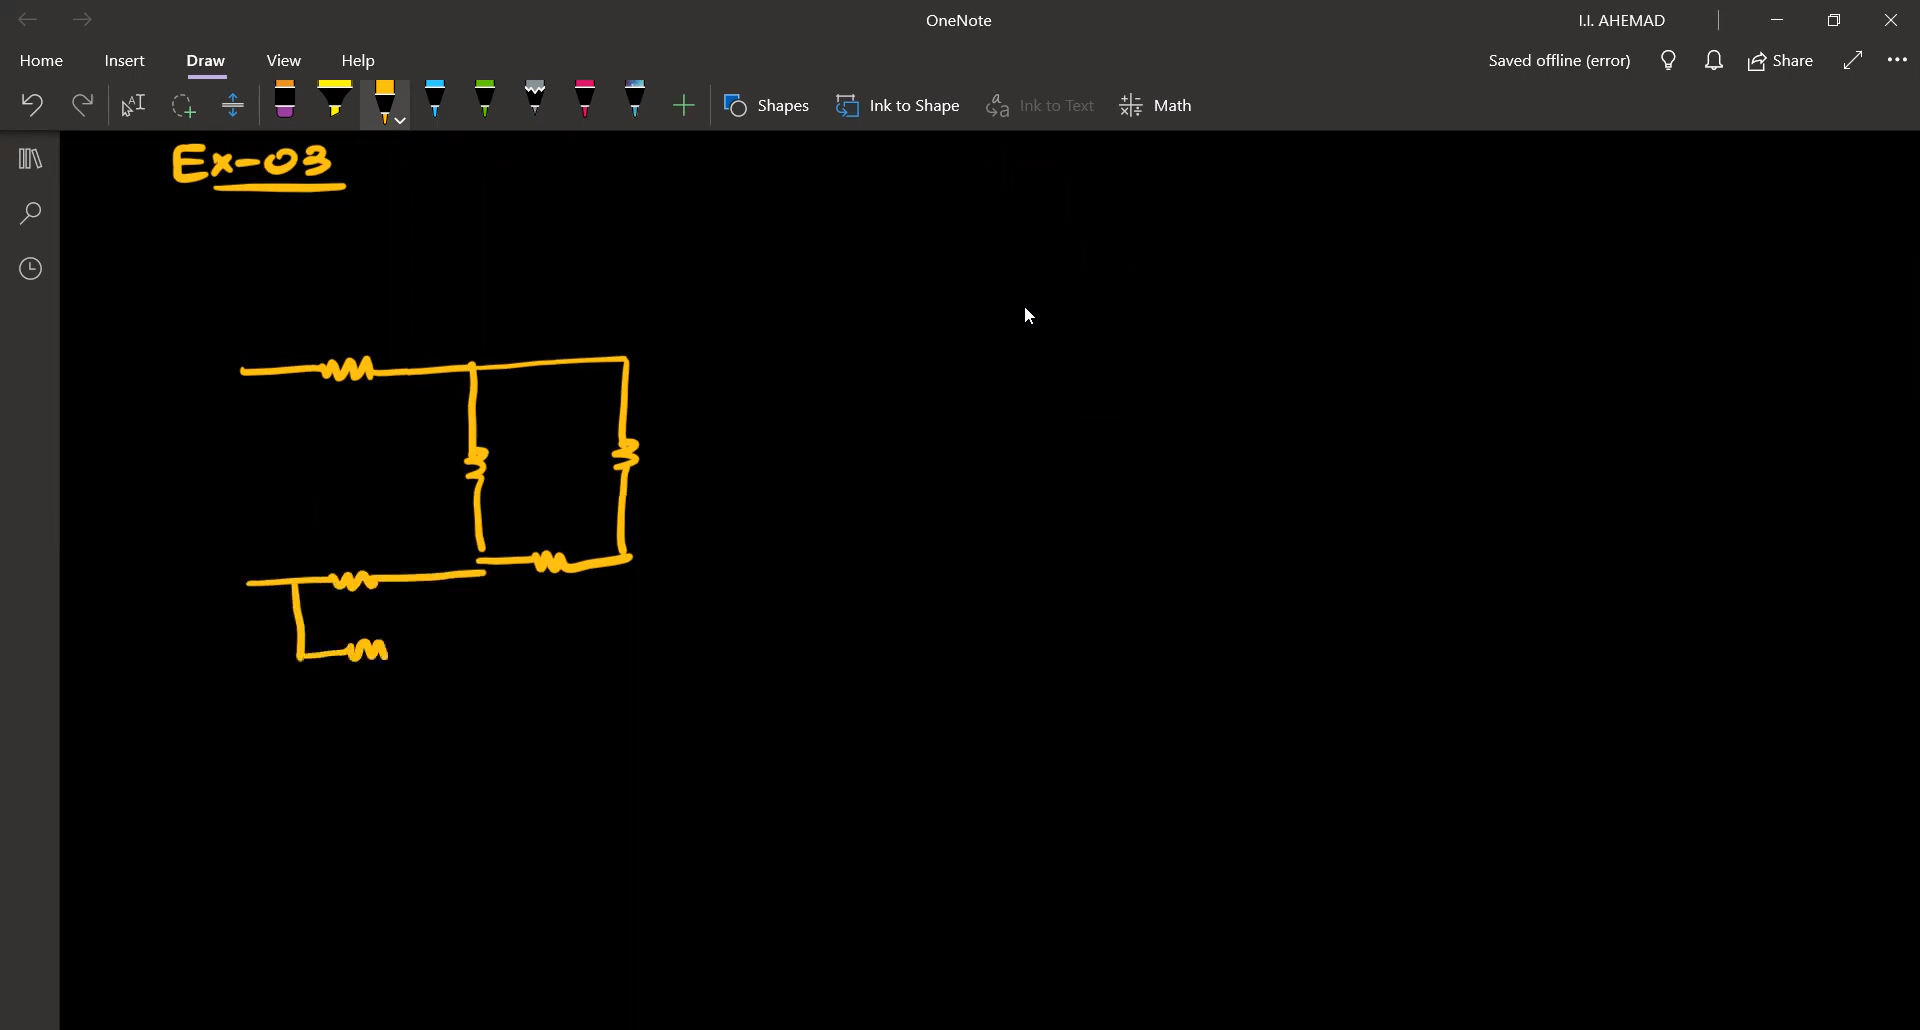 OneNote
I.I. AHEMAD
Home Insert Draw View Help
Saved offline (error) Share
Shapes Ink to Shape Ink to Text Math
Ex-03